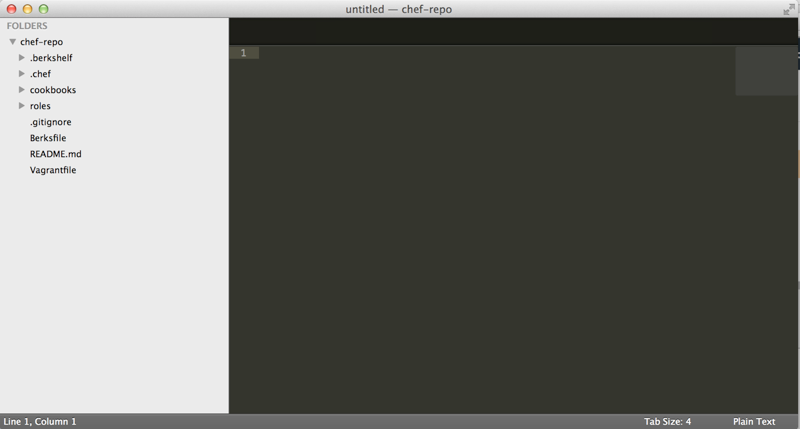 untitled — chef-repo
FOLDERS
chef-repo
.berkshelf
.chef
cookbooks
roles
.gitignore
Berksfile
README.md
Vagrantfile
1
Line 1, Column 1
Tab Size: 4
Plain Text